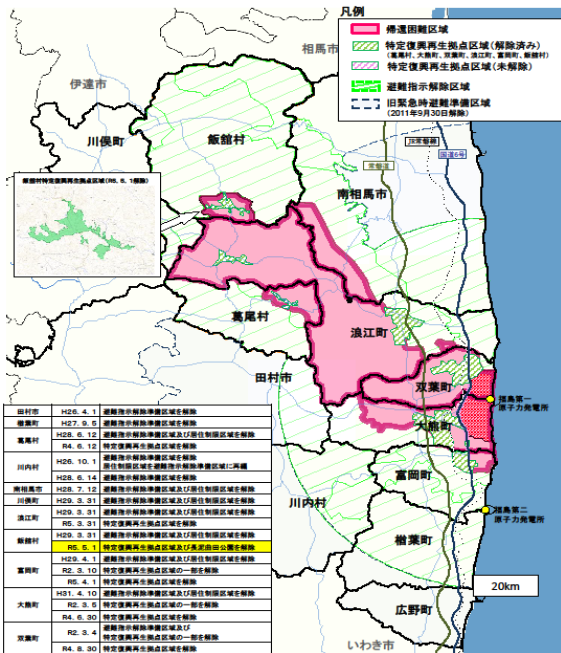 凡例
帰還困難区域
特定復興再生拠点区域(解除済み)
(葛尾村、大熊町、双葉町、浪江町、富岡町、飯舘村)
特定復興再生拠点区域(未解除)
避難指示解除区域
旧緊急時避難準備区域
(2011年9月30日解除)
相馬市
伊達市
川俣町
飯舘村
JR常磐線
国道6号
常磐道
飯舘村特定復興再生拠点区域(R5.5.1解除)
南相馬市
葛尾村
浪江町
田村市
双葉町
福島第一
原子力発電所
大熊町
富岡町
川内村
福島第二
原子力発電所
楢葉町
20km
広野町
いわき市
田村市 H26.4.1 避難指示解除準備区域を解除
楢葉町 H27.9.5 避難指示解除準備区域を解除
葛尾村 H28.6.12 避難指示解除準備区域及び居住制限区域を解除
R4.6.12 特定復興再生拠点区域を解除
川内村 H26.10.1 避難指示解除準備区域を解除
居住制限区域を避難指示解除準備区域に再編
H28.6.14 避難指示解除準備区域を解除
南相馬市 H28.7.12 避難指示解除準備区域及び居住制限区域を解除
川俣町 H29.3.31 避難指示解除準備区域及び居住制限区域を解除
浪江町 H29.3.31 避難指示解除準備区域及び居住制限区域を解除
R5.3.31 特定復興再生拠点区域を解除
飯舘村 H29.3.31 避難指示解除準備区域及び居住制限区域を解除
R5.5.1 特定復興再生拠点区域及び長泥曲田公園を解除
富岡町 H29.4.1 避難指示解除準備区域及び居住制限区域を解除
R2.3.10 特定復興再生拠点区域の一部を解除
R5.4.1 特定復興再生拠点区域を解除
大熊町 H31.4.10 避難指示解除準備区域及び居住制限区域を解除
R2.3.5 特定復興再生拠点区域の一部を解除
R4.6.30 特定復興再生拠点区域を解除
双葉町 R2.3.4 避難指示解除準備区域及び
特定復興再生拠点区域の一部を解除
R4.8.30 特定復興再生拠点区域を解除